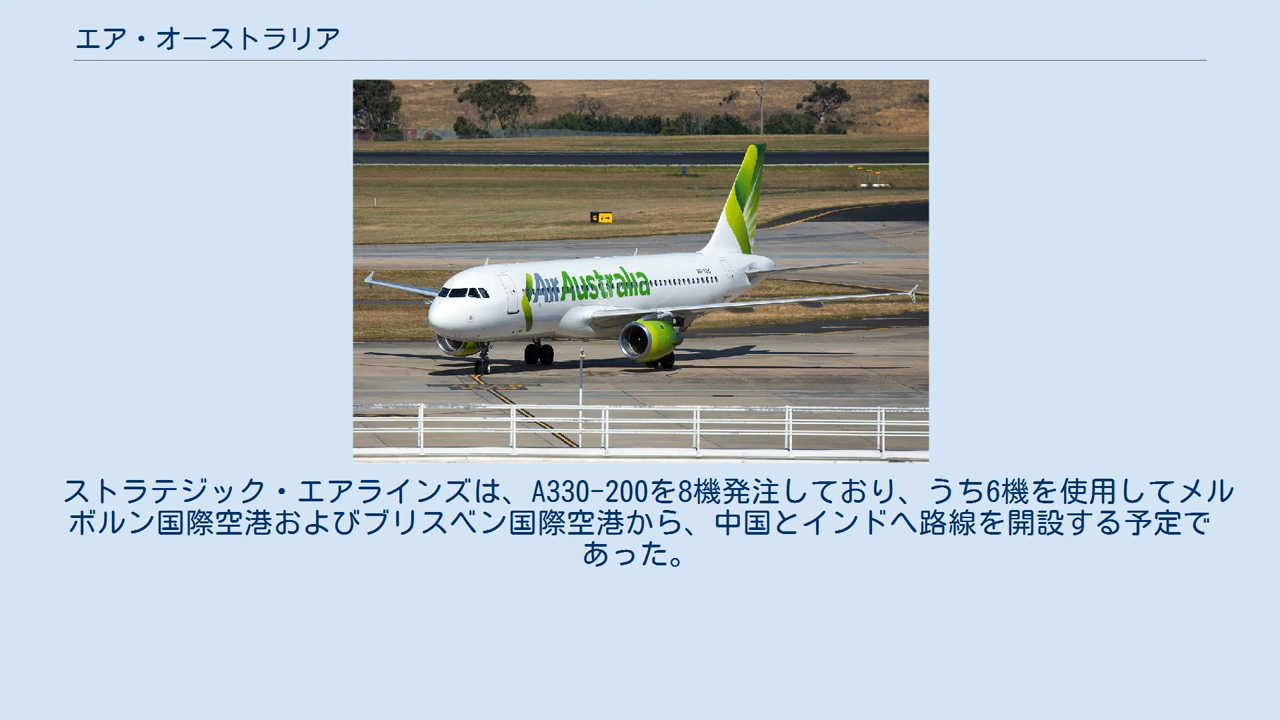 エア・オーストラリア
AirAustralia
ストラテジック・エアラインズは、A330-200を8機発注しており、うち6機を使用してメル
ボルン国際空港およびブリスベン国際空港から、中国とインドへ路線を開設する予定で
あった。